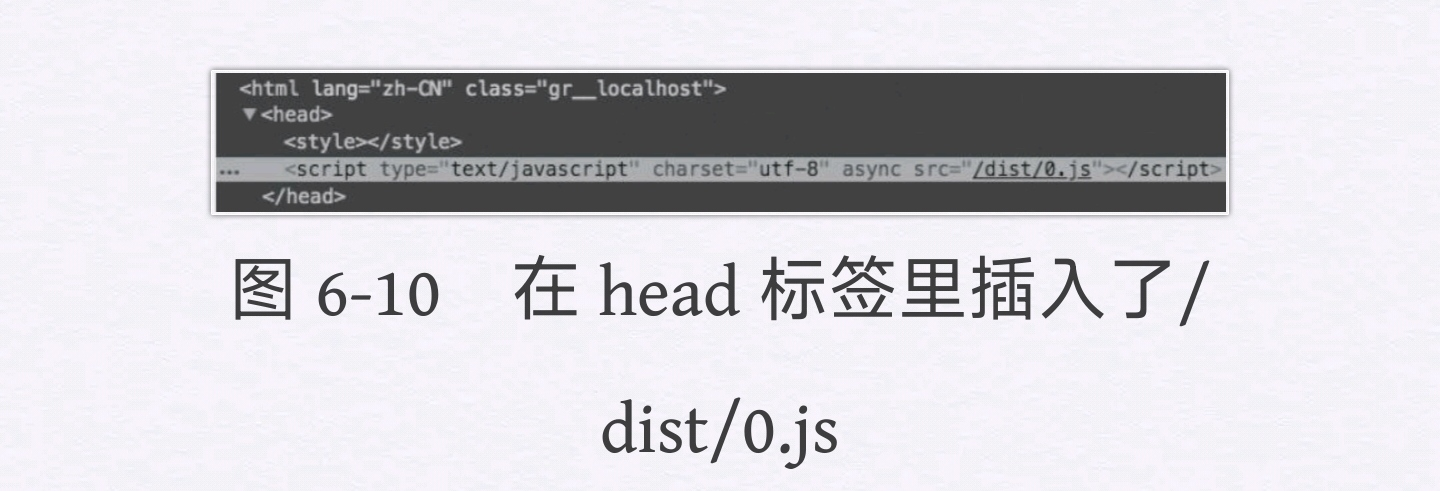 <html lang="zh-CN" class="gr__localhost">
▼<head>
<style></style>
... <script type="text/javascript" charset="utf-8" async src="/dist/0.js"></script>
</head>
图 6-10 在 head 标签里插入了/
dist/0.js